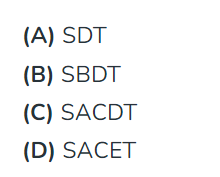 (A) SDT
(B) SBDT
(C) SACDT
(D) SACET